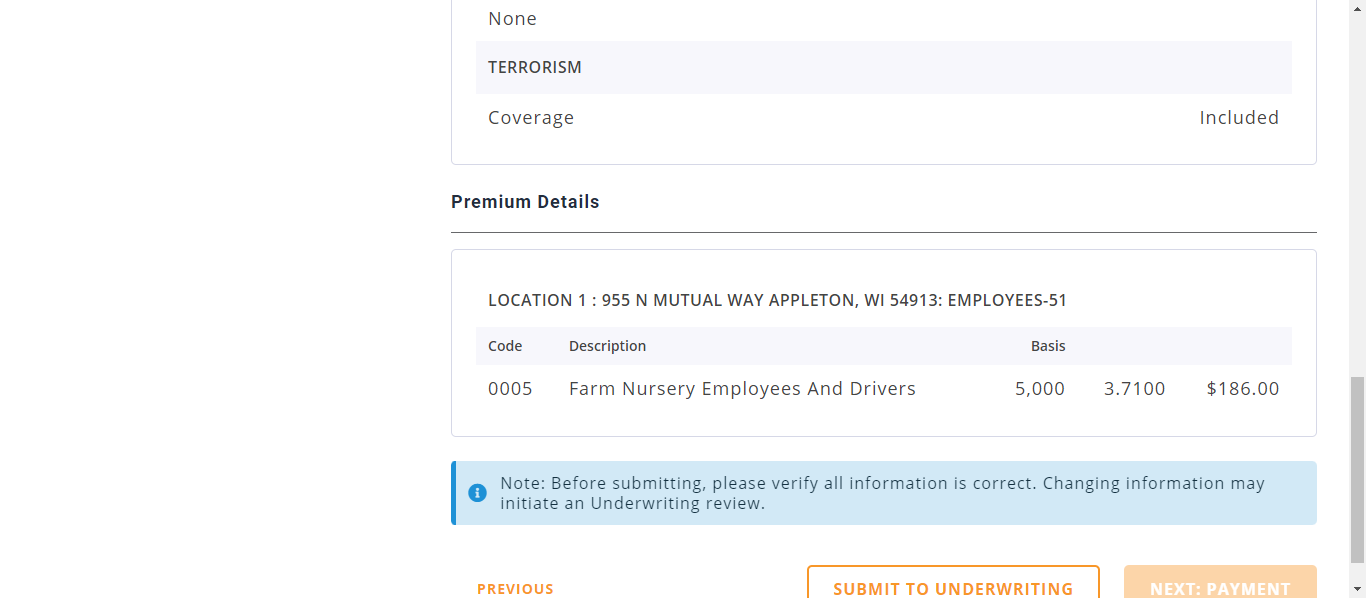 None
TERRORISM
Coverage Included
Premium Details
LOCATION 1 : 955 N MUTUAL WAY APPLETON, WI 54913: EMPLOYEES-51
Code Description Basis
0005 Farm Nursery Employees And Drivers 5,000 3.7100 $186.00
Note: Before submitting, please verify all information is correct. Changing information may
initiate an Underwriting review.
PREVIOUS SUBMIT TO UNDERWRITING NEXT: PAYMENT